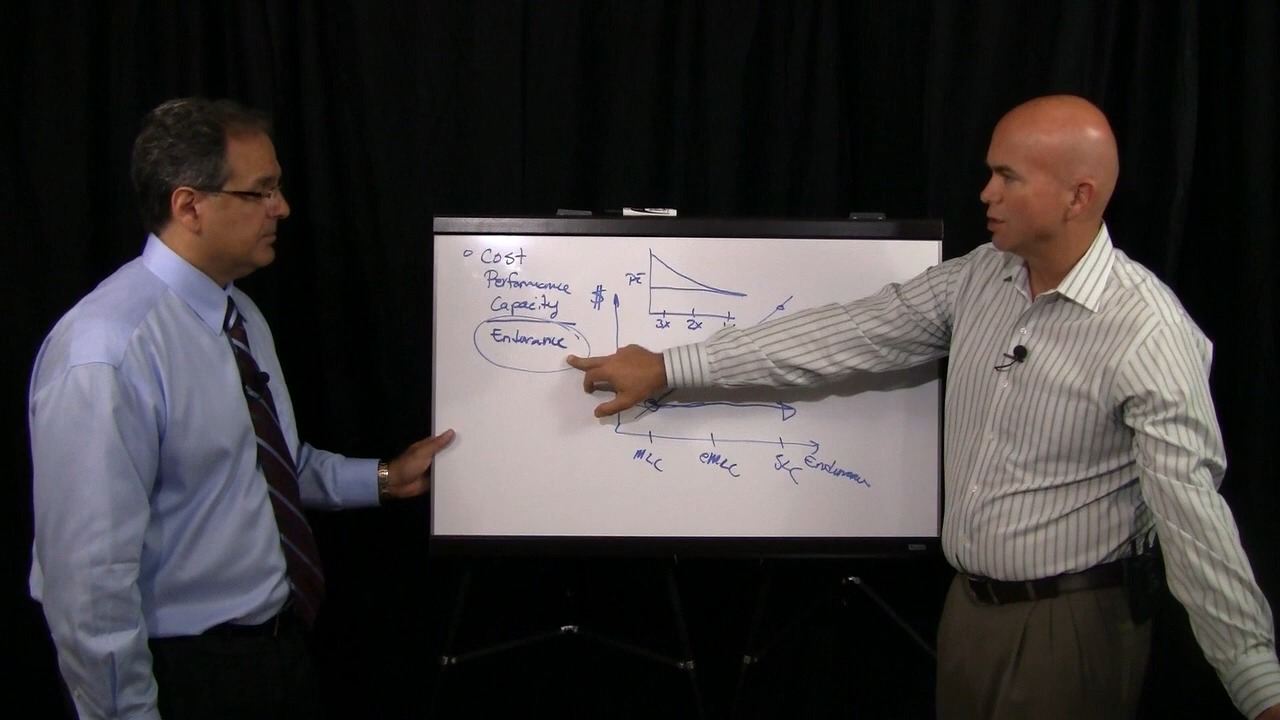 Cost
Performance
Capacity
Endurance
$
PE
3x 2x
MLC eMLC SLC Endurance